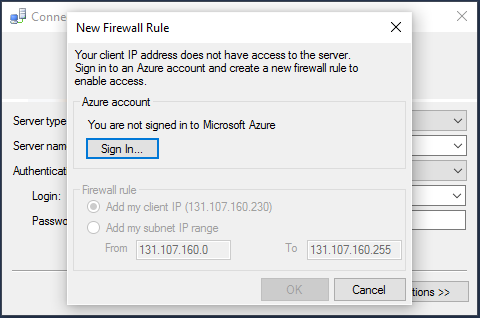 Conne
New Firewall Rule
Your client IP address does not have access to the server.
Sign in to an Azure account and create a new firewall rule to
enable access.
Azure account
You are not signed in to Microsoft Azure
Sign In...
Server type
Server nam
Authenticat
Login:
Passwo
Firewall rule
Add my client IP (131.107.160.230)
Add my subnet IP range
From 131.107.160.0 To 131.107.160.255
OK Cancel
tions >>